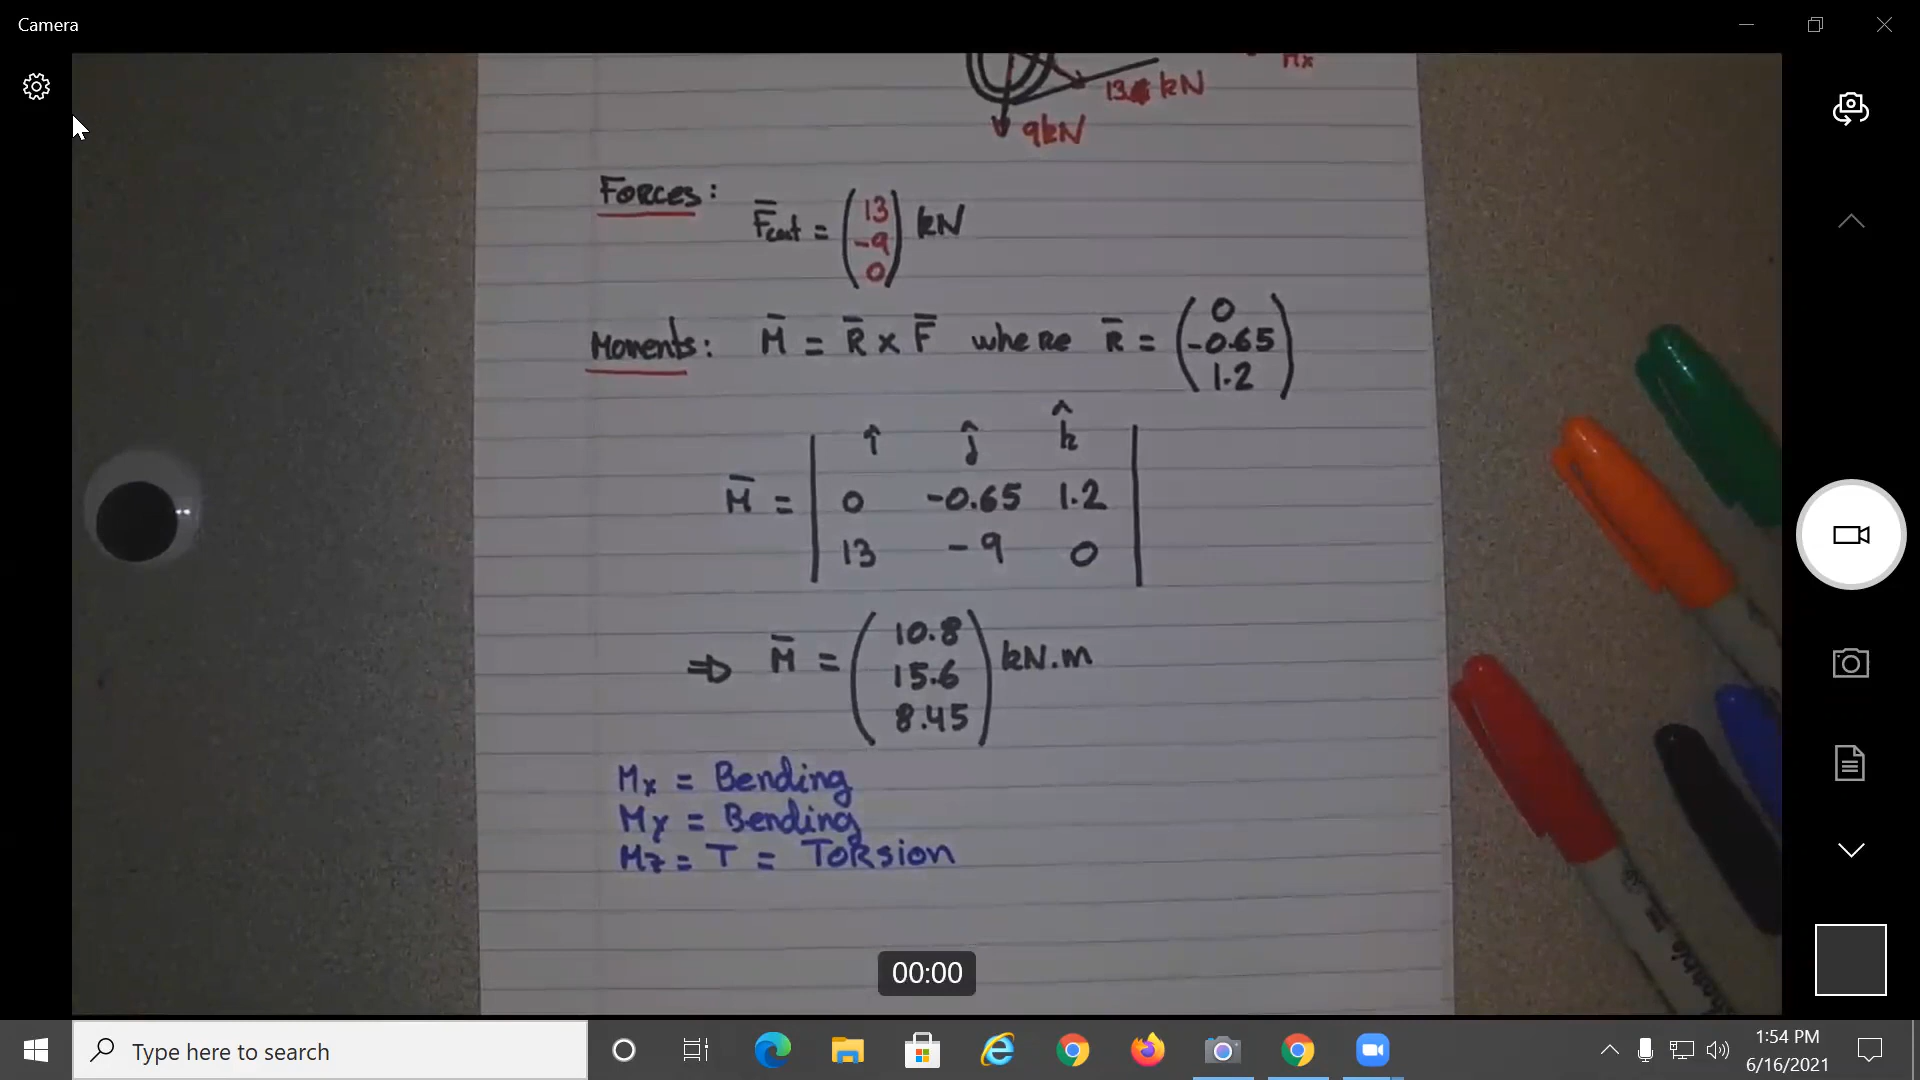 Camera
Mx
13 kN
9kN
Forces:
F̅cut = (13
-9
0) kN
Moments: M̅ = R̅ x F̅ where R̅ = (0
-0.65
1.2)
M̅ = | î ĵ k̂
0 -0.65 1.2
13 -9 0 |
⇒ M̅ = (10.8
15.6
8.45) kN.m
Mx = Bending
My = Bending
Mz = T = Torsion
00:00
Type here to search
1:54 PM
6/16/2021